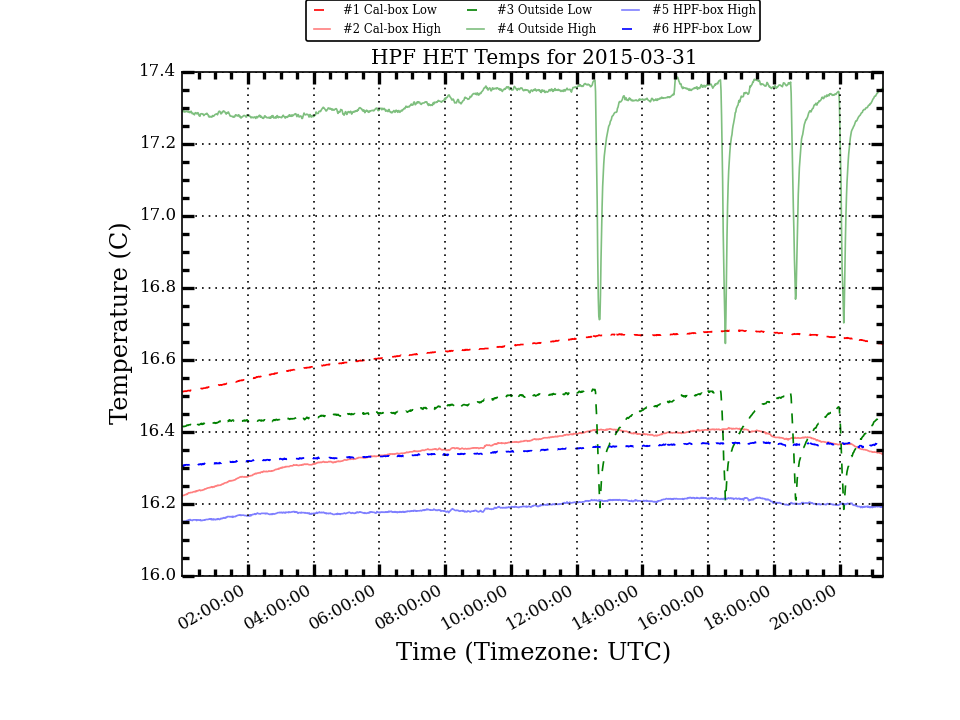 #1 Cal-box Low #3 Outside Low #5 HPF-box High
#2 Cal-box High #4 Outside High #6 HPF-box Low
HPF HET Temps for 2015-03-31
17.4
17.2
17.0
16.8
16.6
16.4
16.2
16.0
Temperature (C)
02:00:00 04:00:00 06:00:00 08:00:00 10:00:00 12:00:00 14:00:00 16:00:00 18:00:00 20:00:00
Time (Timezone: UTC)